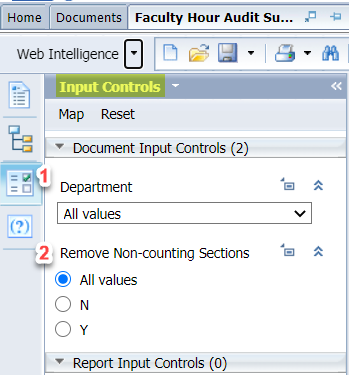 Home Documents Faculty Hour Audit Su...
Web Intelligence
Input Controls
Map Reset
1
Document Input Controls (2)
Department
All values
2 Remove Non-counting Sections
All values
N
Y
Report Input Controls (0)